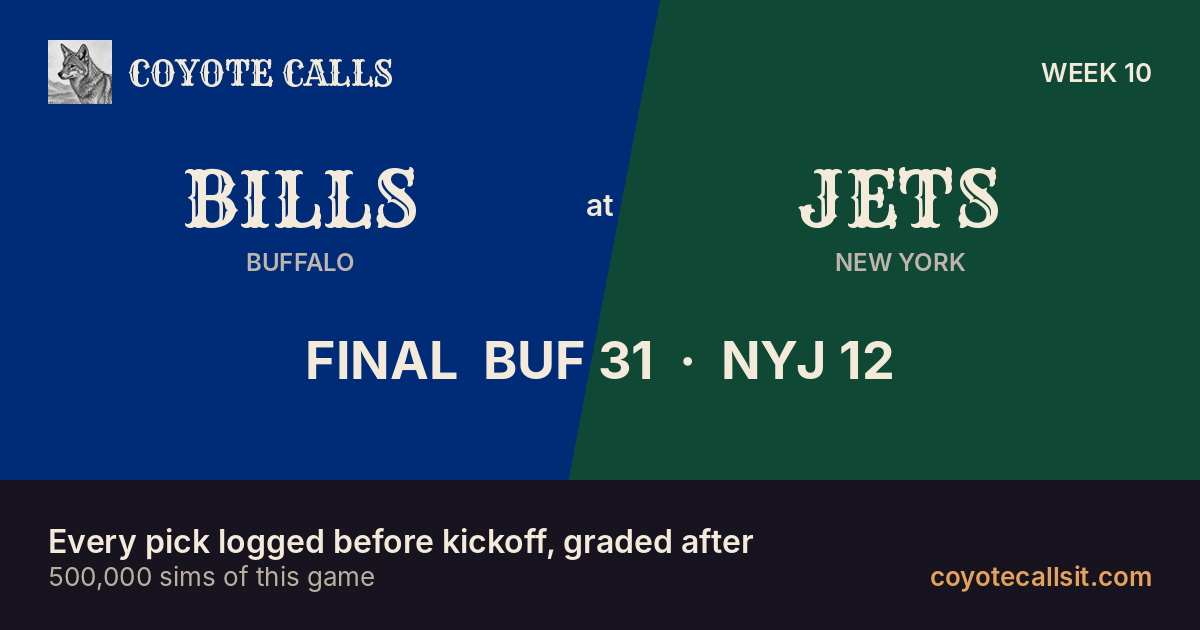 COYOTE CALLS
WEEK 10
BILLS at JETS
BUFFALO NEW YORK
FINAL BUF 31 · NYJ 12
Every pick logged before kickoff, graded after
500,000 sims of this game
coyotecallsit.com